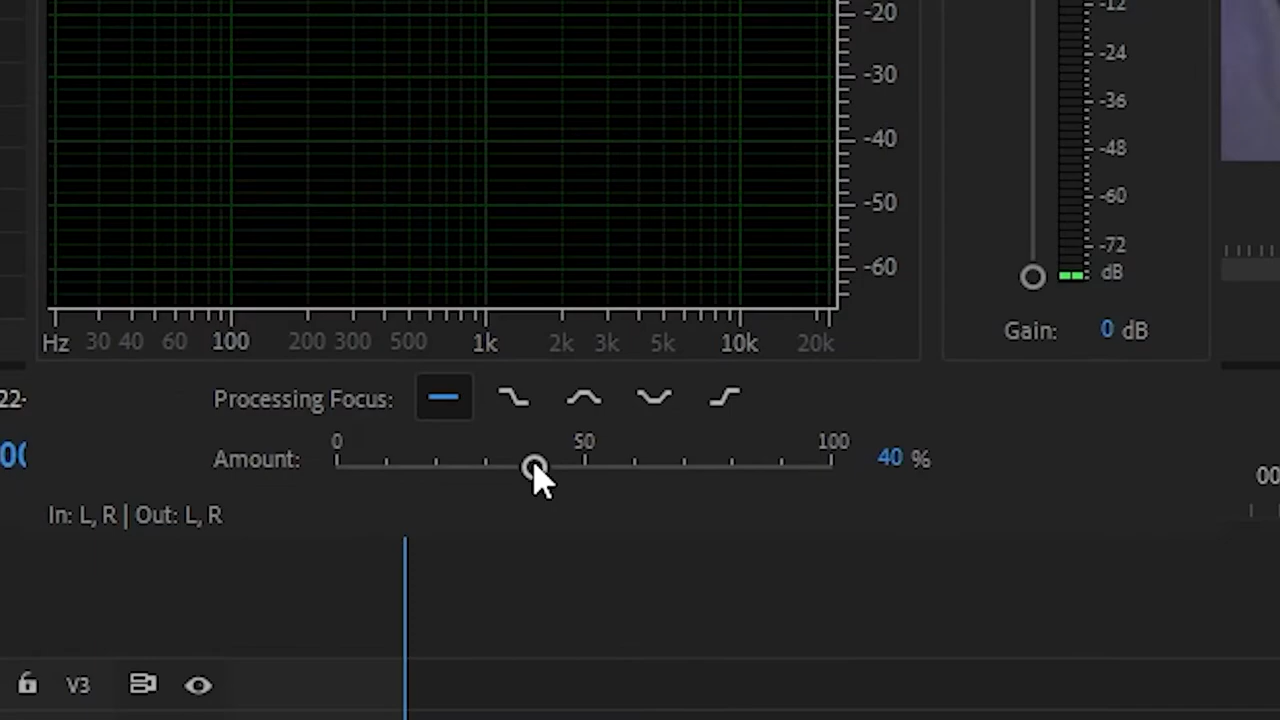 -20
-30
-40
-50
-60
-12
-24
-36
-48
-60
-72
dB
Hz 30 40 60 100 200 300 500 1k 2k 3k 5k 10k 20k
Gain: 0 dB
22-
Processing Focus:
0 50 100
Amount: 40 %
00
In: L, R | Out: L, R
V3